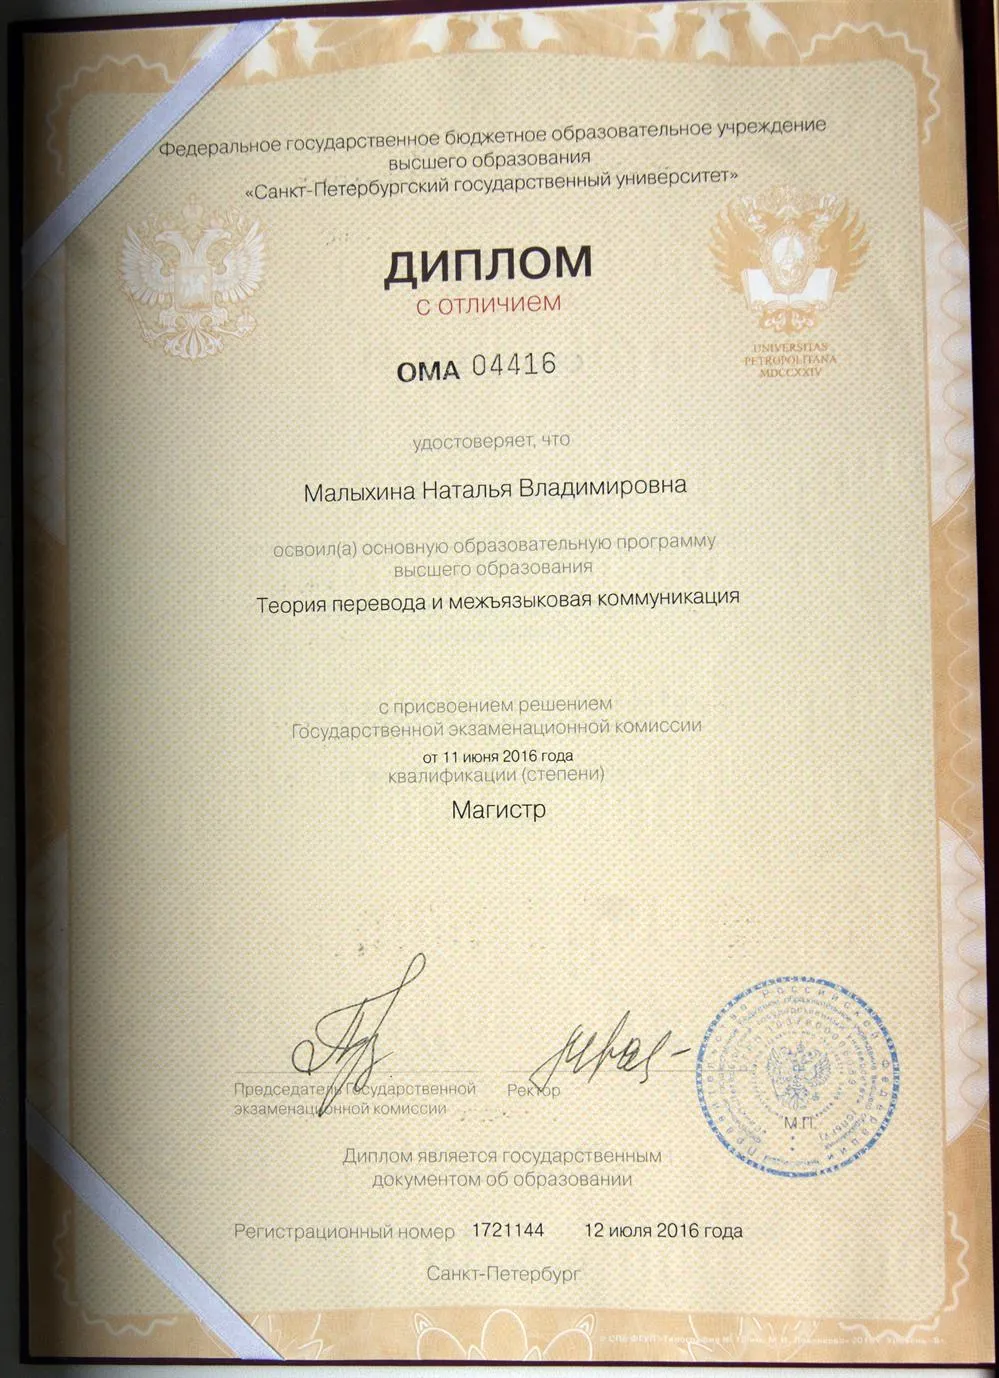 Федеральное государственное бюджетное образовательное учреждение
высшего образования
«Санкт-Петербургский государственный университет»
ДИПЛОМ
С ОТЛИЧИЕМ
UNIVERSITAS
PETROPOLITANA
MDCCXXIV
ОМА 04416
удостоверяет, что
Малыхина Наталья Владимировна
освоил(а) основную образовательную программу
высшего образования
Теория перевода и межъязыковая коммуникация
с присвоением решением
Государственной экзаменационной комиссии
от 11 июня 2016 года
квалификации (степени)
Магистр
Председатель Государственной
экзаменационной комиссии
Ректор
М.П.
Диплом является государственным
документом об образовании
Регистрационный номер 1721144 12 июля 2016 года
Санкт-Петербург